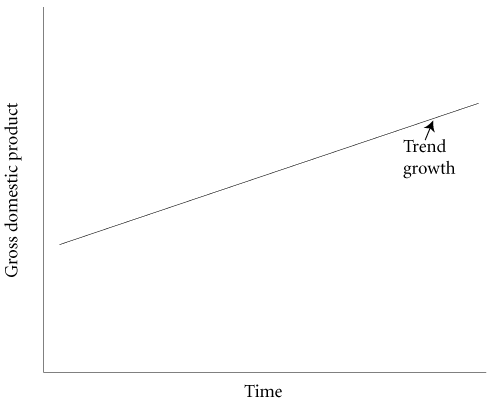 Gross domestic product
Trend
growth
Time